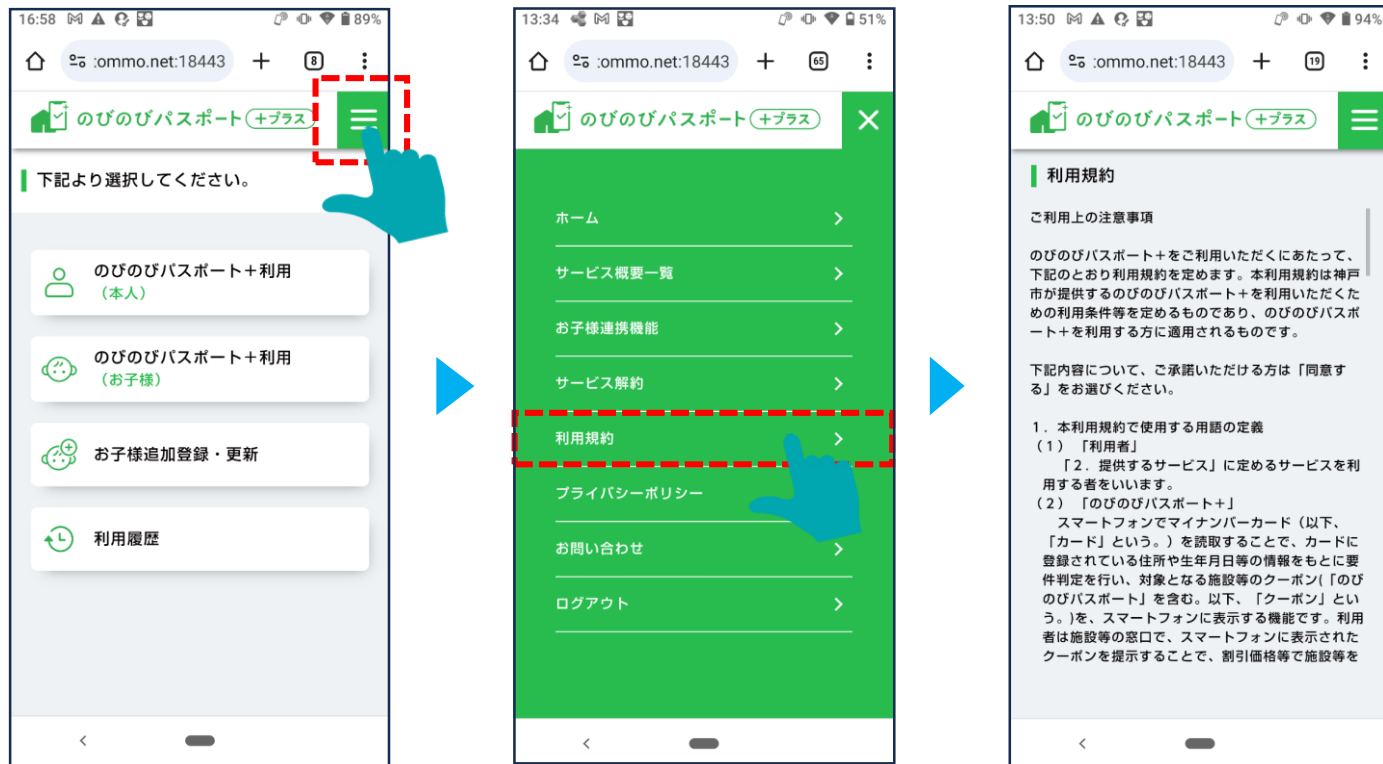 16:58 89%
:ommo.net:18443 8
のびのびパスポート +プラス
下記より選択してください。
のびのびパスポート+利用
（本人）
のびのびパスポート+利用
（お子様）
お子様追加登録・更新
利用履歴
13:34 51%
:ommo.net:18443 65
のびのびパスポート +プラス
ホーム
サービス概要一覧
お子様連携機能
サービス解約
利用規約
プライバシーポリシー
お問い合わせ
ログアウト
13:50 94%
:ommo.net:18443 19
のびのびパスポート +プラス
利用規約
ご利用上の注意事項
のびのびパスポート+をご利用いただくにあたって、
下記のとおり利用規約を定めます。本利用規約は神戸
市が提供するのびのびパスポート+を利用いただくた
めの利用条件等を定めるものであり、のびのびパスポ
ート+を利用する方に適用されるものです。
下記内容について、ご承諾いただける方は「同意す
る」をお選びください。
１．本利用規約で使用する用語の定義
（１）「利用者」
「２．提供するサービス」に定めるサービスを利
用する者をいいます。
（２）「のびのびパスポート+」
スマートフォンでマイナンバーカード（以下、
「カード」という。）を読取することで、カードに
登録されている住所や生年月日等の情報をもとに要
件判定を行い、対象となる施設等のクーポン(「のび
のびパスポート」を含む。以下、「クーポン」とい
う。)を、スマートフォンに表示する機能です。利用
者は施設等の窓口で、スマートフォンに表示された
クーポンを提示することで、割引価格等で施設等を